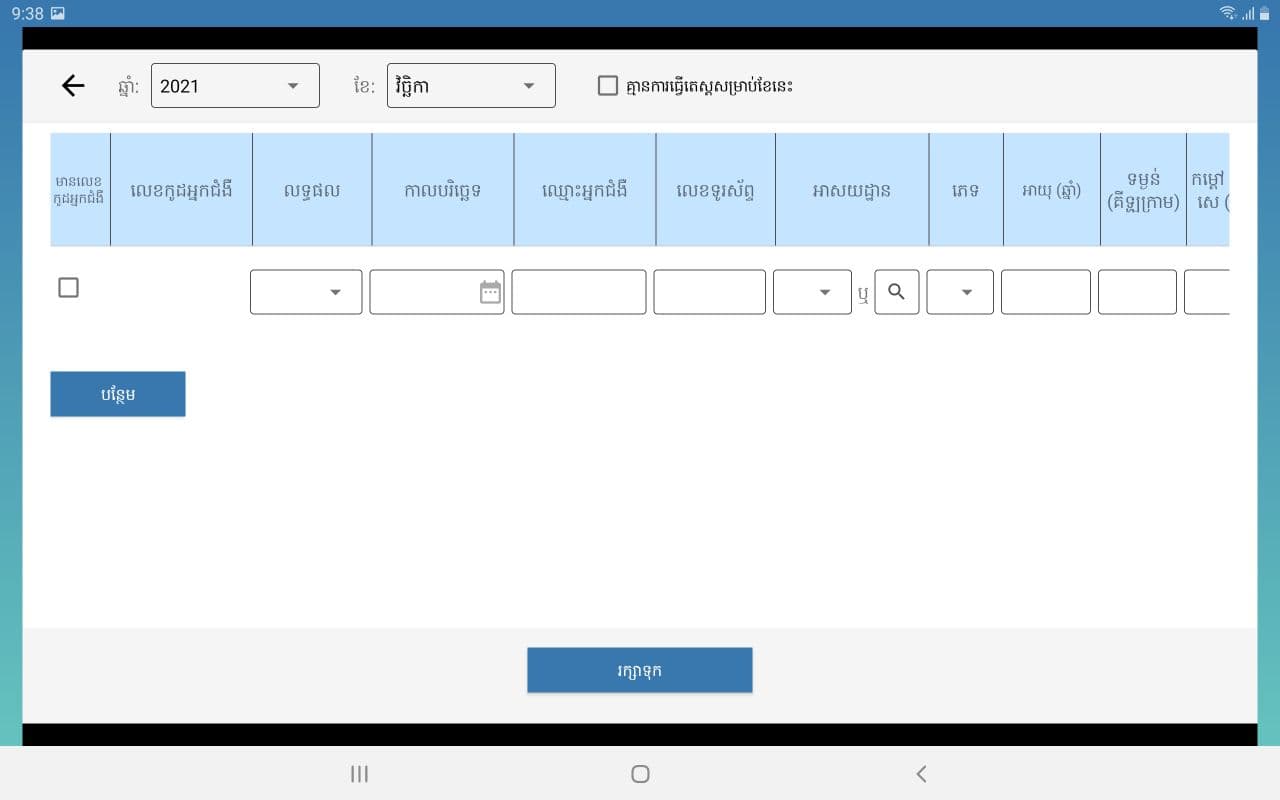 9:38
ឆ្នាំ: 2021 ខែ: វិច្ឆិកា គ្មានការធ្វើតេស្តសម្រាប់ខែនេះ
មានលេខ
កូដអ្នកជំងឺ
លេខកូដអ្នកជំងឺ
លទ្ធផល
កាលបរិច្ឆេទ
ឈ្មោះអ្នកជំងឺ
លេខទូរស័ព្ទ
អាសយដ្ឋាន
ភេទ
អាយុ (ឆ្នាំ)
ទម្ងន់
(គីឡូក្រាម)
កម្ដៅ
សេ (
ឬ
បន្ថែម
រក្សាទុក